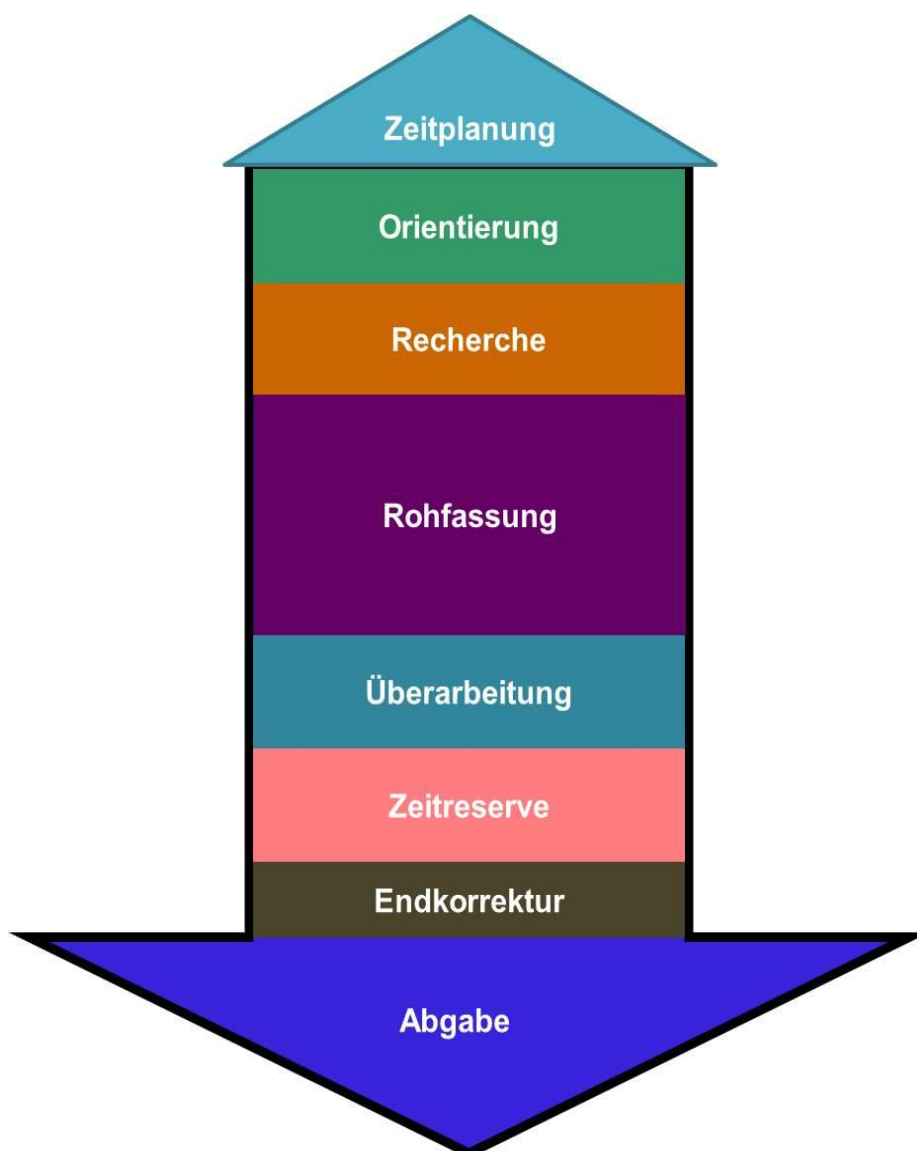 Zeitplanung
Orientierung
Recherche
Rohfassung
Überarbeitung
Zeitreserve
Endkorrektur
Abgabe